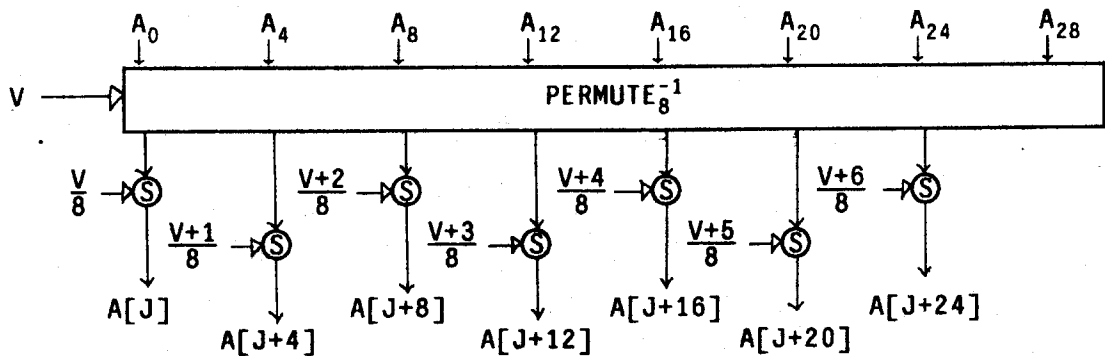 A₀ A₄ A₈ A₁₂ A₁₆ A₂₀ A₂₄ A₂₈
V PERMUTE₈⁻¹
V/8 S V+2/8 S V+4/8 S V+6/8 S
V+1/8 S V+3/8 S V+5/8 S
A[J] A[J+8] A[J+16] A[J+24]
A[J+4] A[J+12] A[J+20]